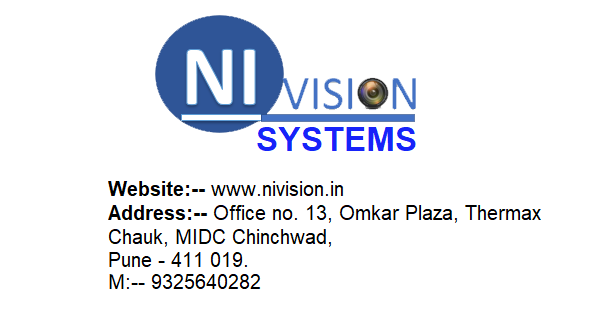 NI VISION
SYSTEMS
Website:-- www.nivision.in
Address:-- Office no. 13, Omkar Plaza, Thermax
Chauk, MIDC Chinchwad,
Pune - 411 019.
M:-- 9325640282